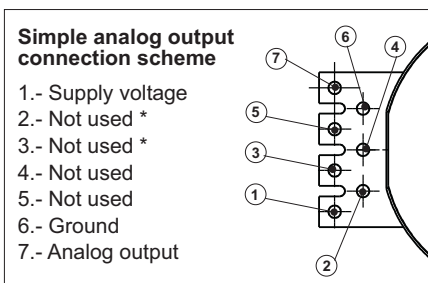 Simple analog output
connection scheme
1.- Supply voltage
2.- Not used *
3.- Not used *
4.- Not used
5.- Not used
6.- Ground
7.- Analog output
6
7
4
5
3
1
2